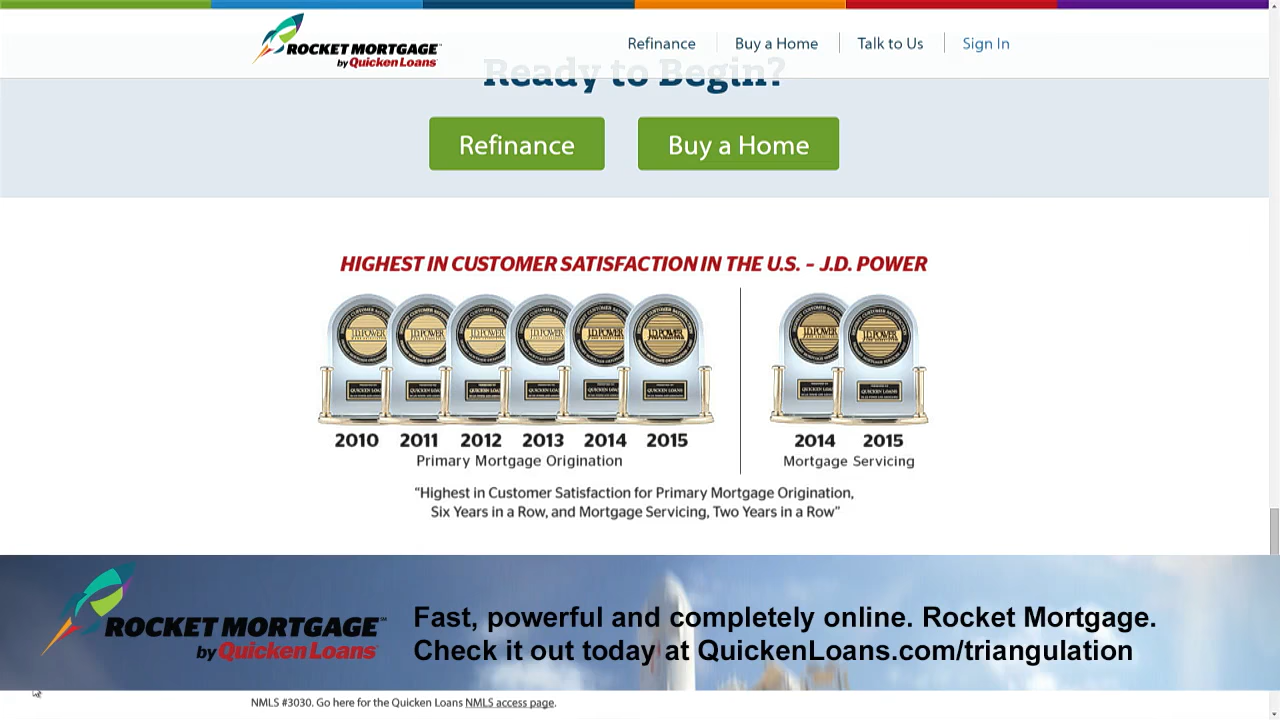 ROCKET MORTGAGE
by Quicken Loans
Refinance
Buy a Home
Talk to Us
Sign In
Ready to Begin?
Refinance
Buy a Home
HIGHEST IN CUSTOMER SATISFACTION IN THE U.S. – J.D. POWER
2010 2011 2012 2013 2014 2015
Primary Mortgage Origination
2014 2015
Mortgage Servicing
“Highest in Customer Satisfaction for Primary Mortgage Origination,
Six Years in a Row, and Mortgage Servicing, Two Years in a Row”
ROCKET MORTGAGE™
by Quicken Loans
Fast, powerful and completely online. Rocket Mortgage.
Check it out today at QuickenLoans.com/triangulation
NMLS #3030. Go here for the Quicken Loans NMLS access page.